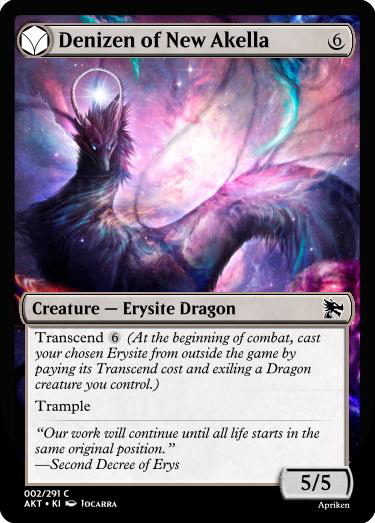 Denizen of New Akella 6
Creature — Erysite Dragon
Transcend 6 (At the beginning of combat, cast
your chosen Erysite from outside the game by
paying its Transcend cost and exiling a Dragon
creature you control.)
Trample
“Our work will continue until all life starts in the
same original position.”
—Second Decree of Erys
5/5
002/291 C
AKT • KI 1OCARRA
Apriken